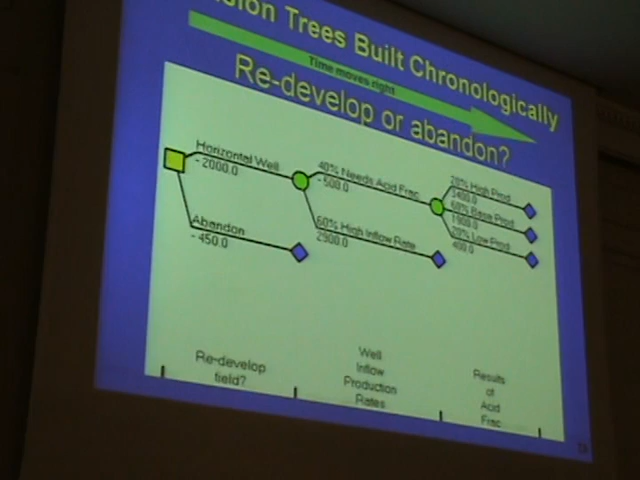 sion Trees Built Chronologically
Time moves right
Re-develop or abandon?
Horizontal Well
- 2000.0
40% Needs Acid Frac
- 500.0
20% High Prod
3400.0
60% Base Prod
1900.0
20% Low Prod
400.0
60% High Inflow Rate
2900.0
Abandon
- 450.0
Re-develop
field?
Well
Inflow
Production
Rates
Results
of
Acid
Frac